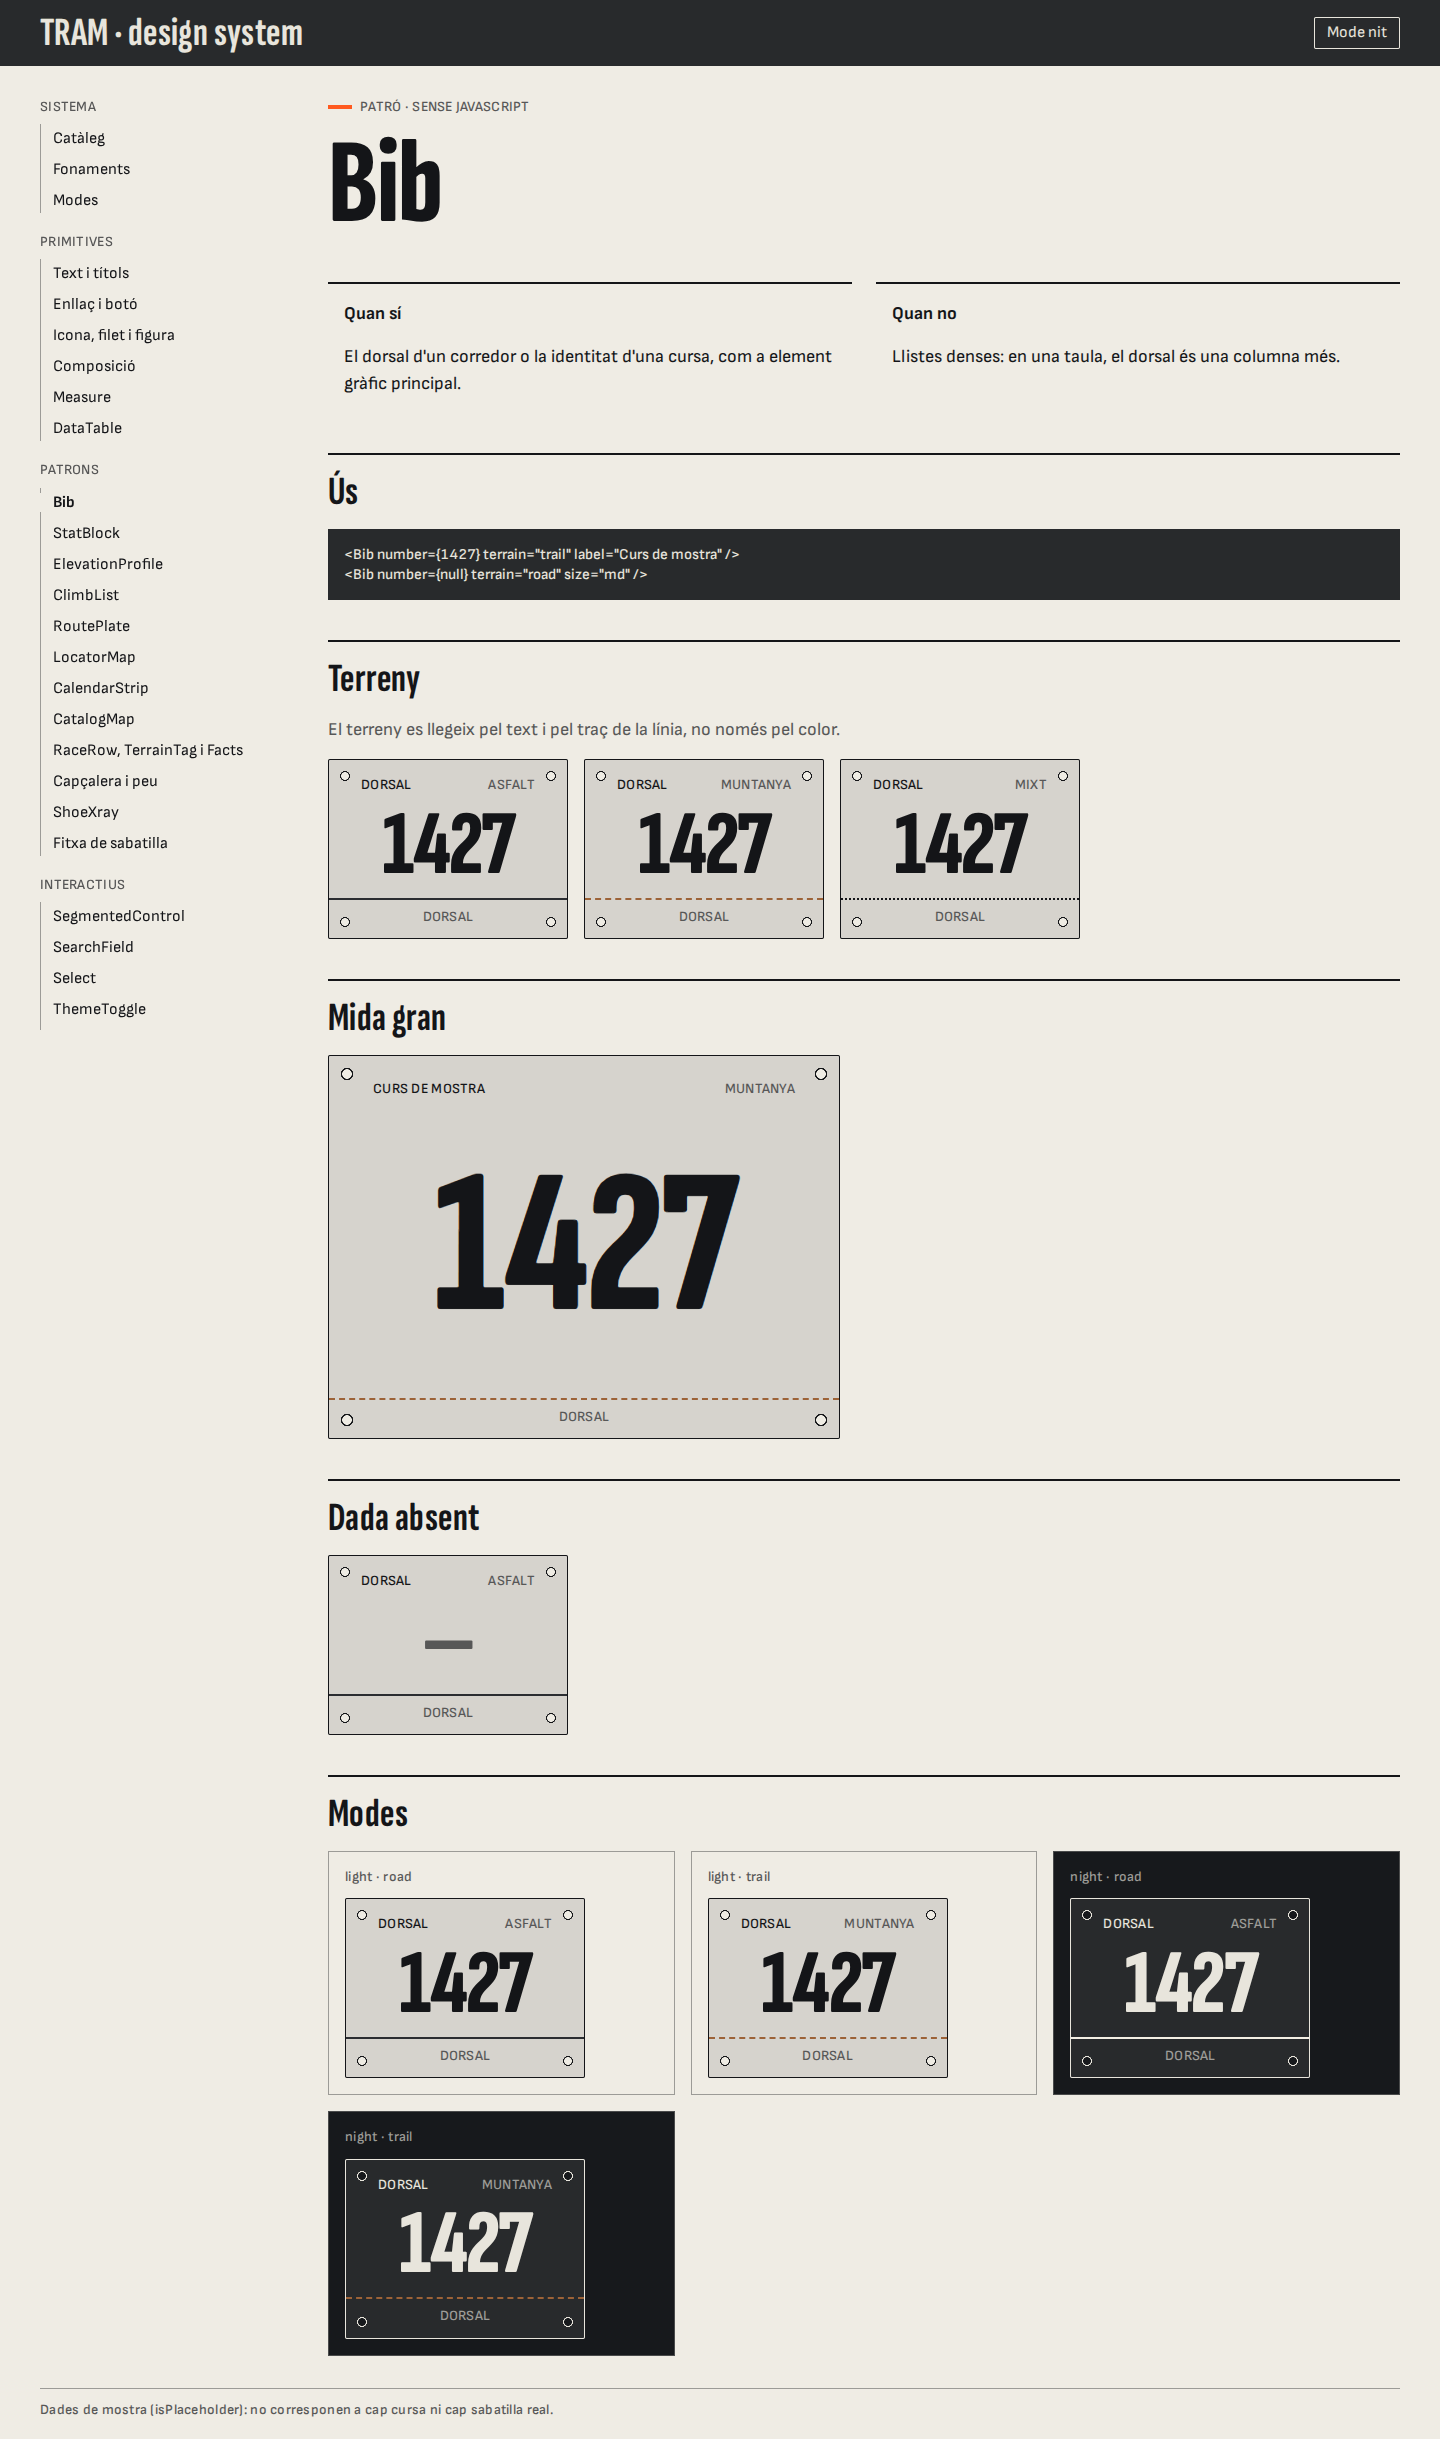 TRAM · design system
Mode nit
SISTEMA
Catàleg
Fonaments
Modes
PRIMITIVES
Text i títols
Enllaç i botó
Icona, filet i figura
Composició
Measure
DataTable
PATRONS
Bib
StatBlock
ElevationProfile
ClimbList
RoutePlate
LocatorMap
CalendarStrip
CatalogMap
RaceRow, TerrainTag i Facts
Capçalera i peu
ShoeXray
Fitxa de sabatilla
INTERACTIUS
SegmentedControl
SearchField
Select
ThemeToggle
PATRÓ · SENSE JAVASCRIPT
Bib
Quan sí
El dorsal d'un corredor o la identitat d'una cursa, com a element
gràfic principal.
Quan no
Llistes denses: en una taula, el dorsal és una columna més.
Ús
<Bib number={1427} terrain="trail" label="Curs de mostra" />
<Bib number={null} terrain="road" size="md" />
Terreny
El terreny es llegeix pel text i pel traç de la línia, no només pel color.
DORSAL ASFALT
1427
DORSAL
DORSAL MUNTANYA
1427
DORSAL
DORSAL MIXT
1427
DORSAL
Mida gran
CURS DE MOSTRA MUNTANYA
1427
DORSAL
Dada absent
DORSAL ASFALT
—
DORSAL
Modes
light · road
DORSAL ASFALT
1427
DORSAL
light · trail
DORSAL MUNTANYA
1427
DORSAL
night · road
DORSAL ASFALT
1427
DORSAL
night · trail
DORSAL MUNTANYA
1427
DORSAL
Dades de mostra (isPlaceholder): no corresponen a cap cursa ni cap sabatilla real.